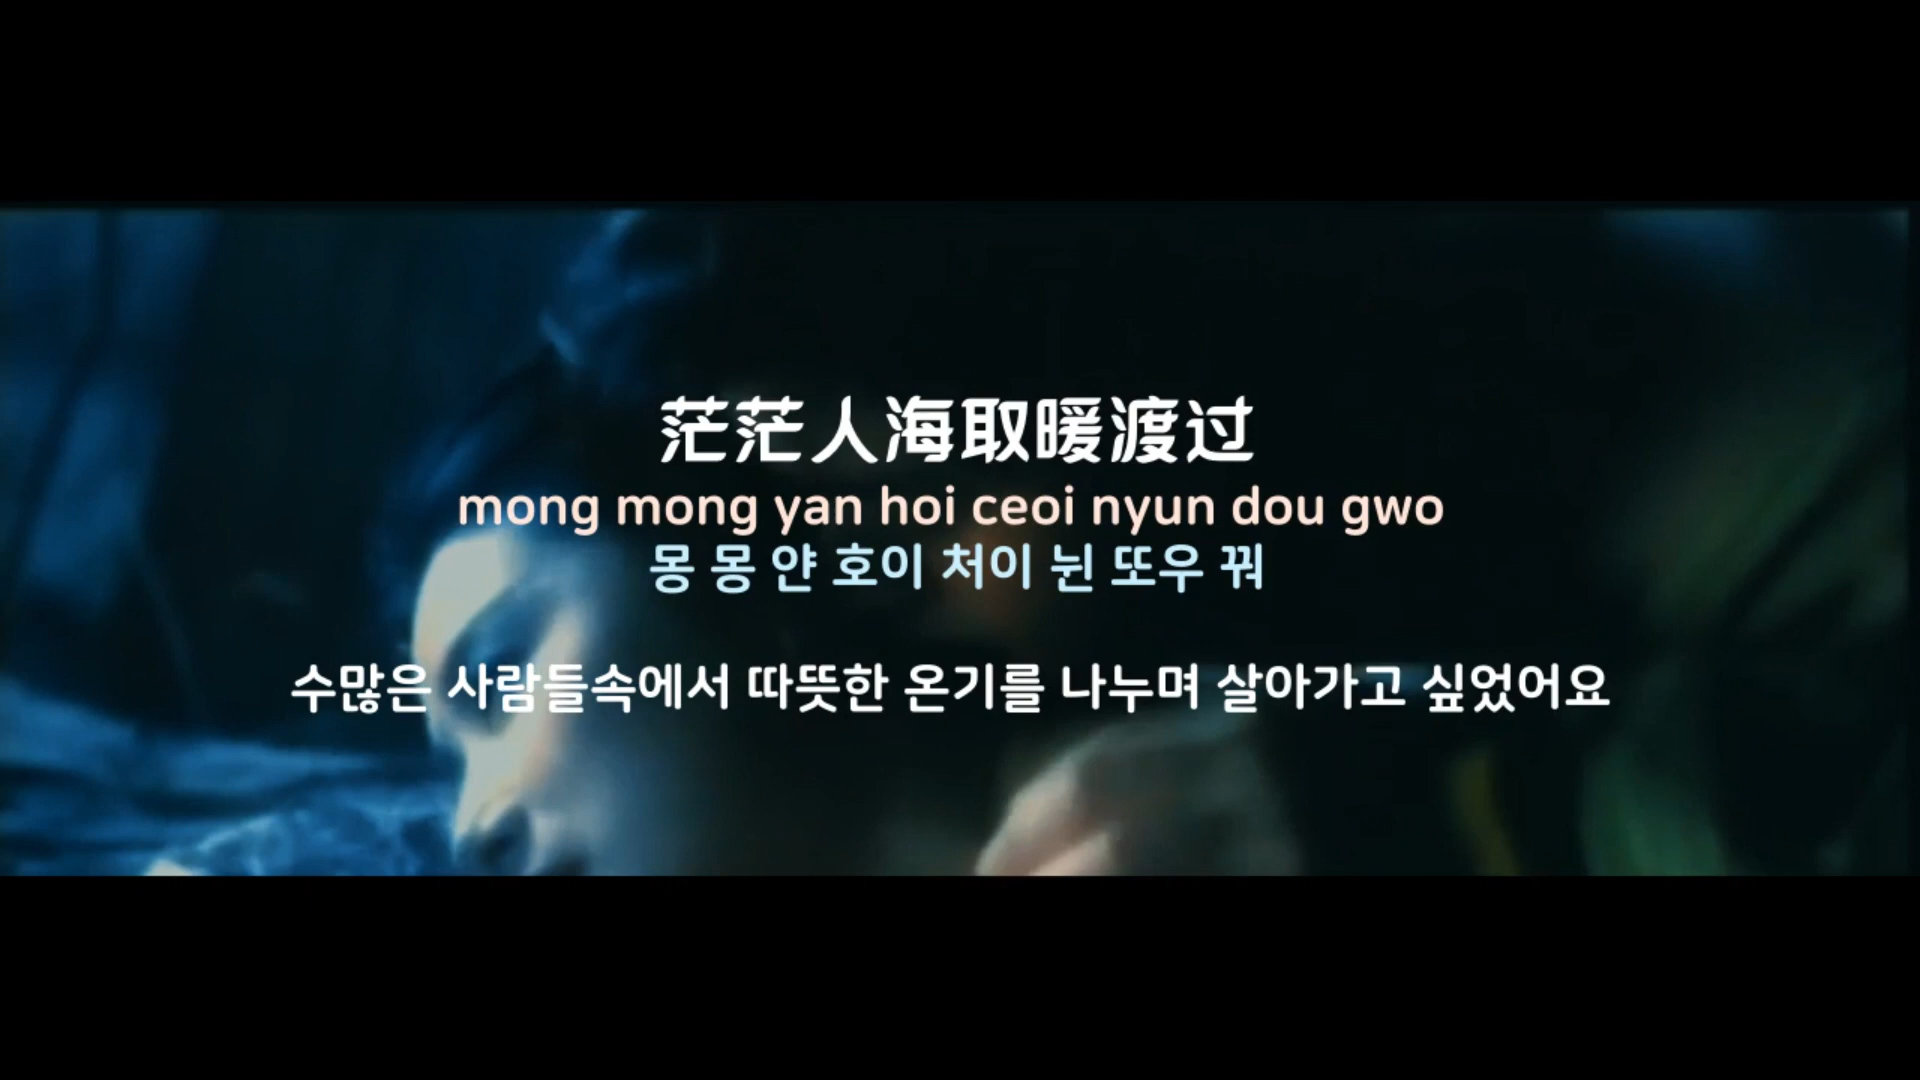 茫茫人海取暖渡过
mong mong yan hoi ceoi nyun dou gwo
몽 몽 얀 호이 처이 뉜 또우 꿔
수많은 사람들속에서 따뜻한 온기를 나누며 살아가고 싶었어요